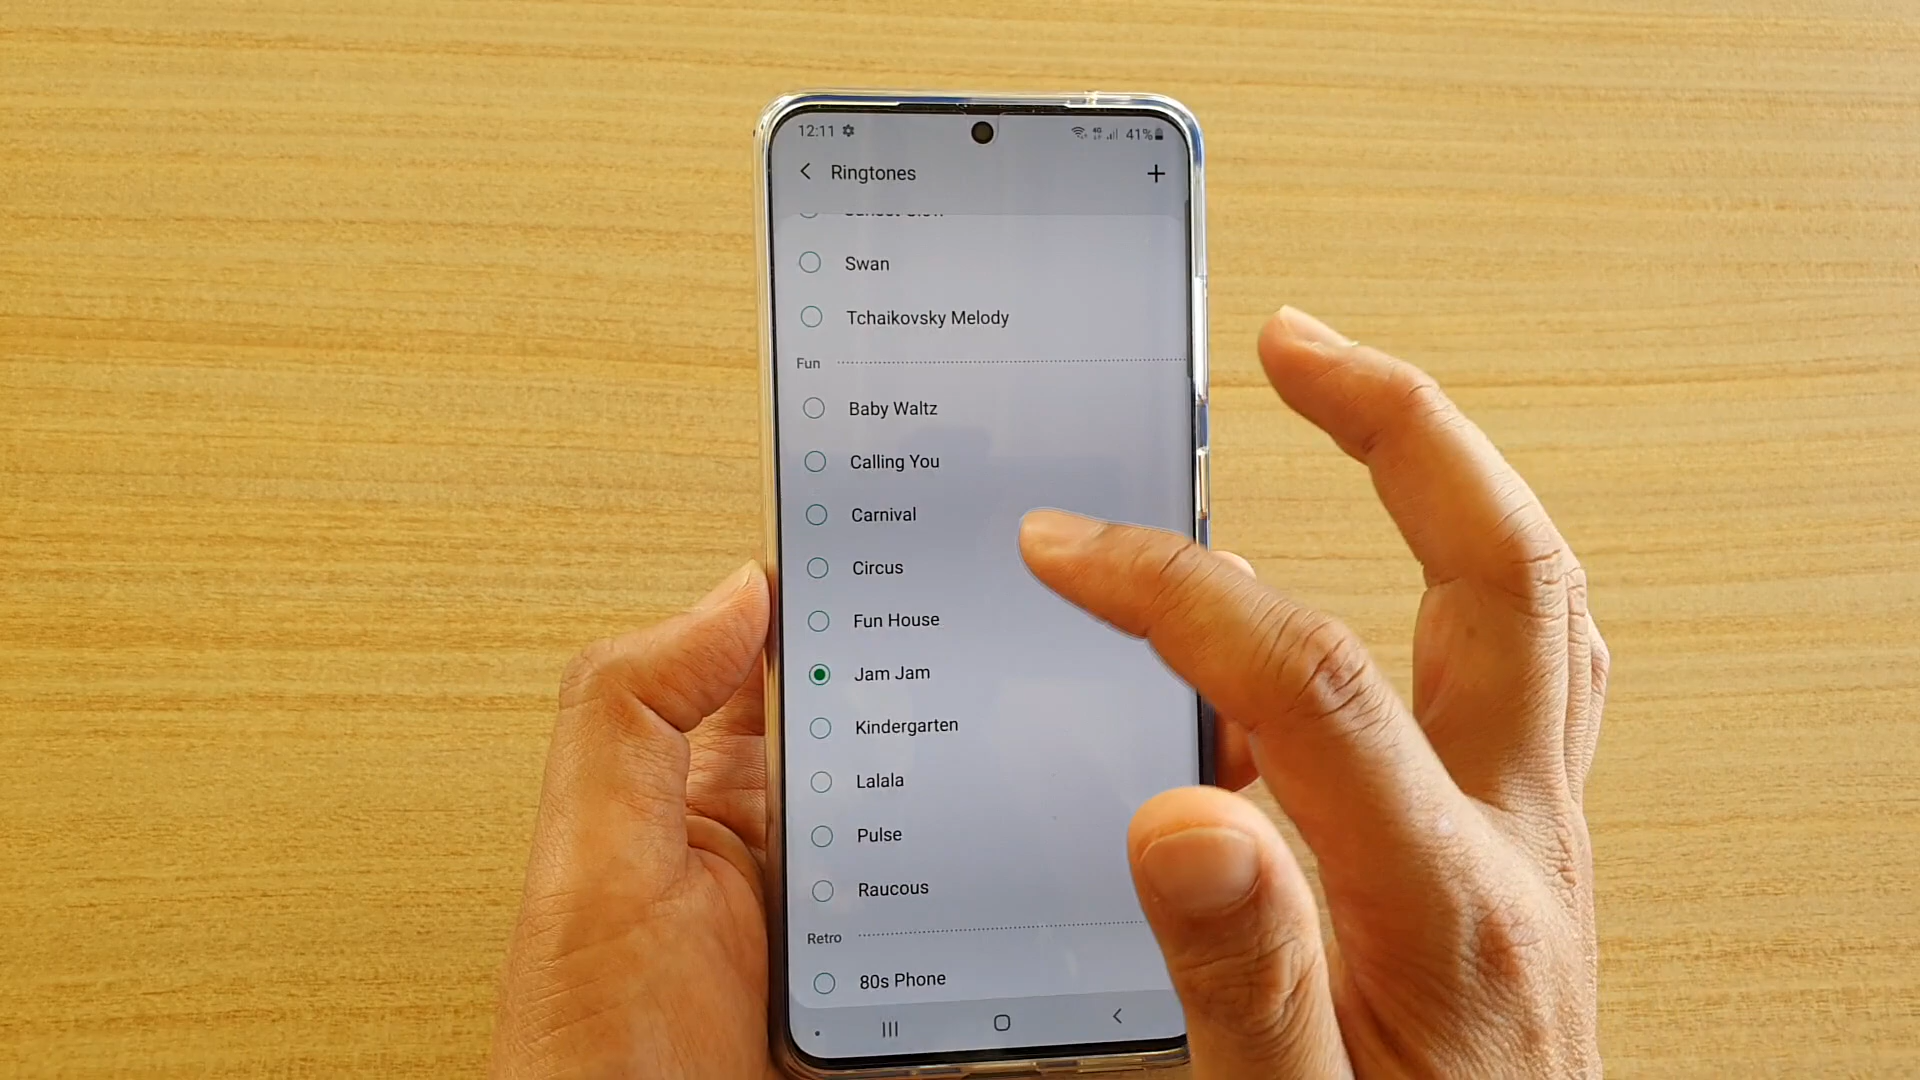 12:11 41%
Ringtones
Swan
Tchaikovsky Melody
Fun
Baby Waltz
Calling You
Carnival
Circus
Fun House
Jam Jam
Kindergarten
Lalala
Pulse
Raucous
Retro
80s Phone